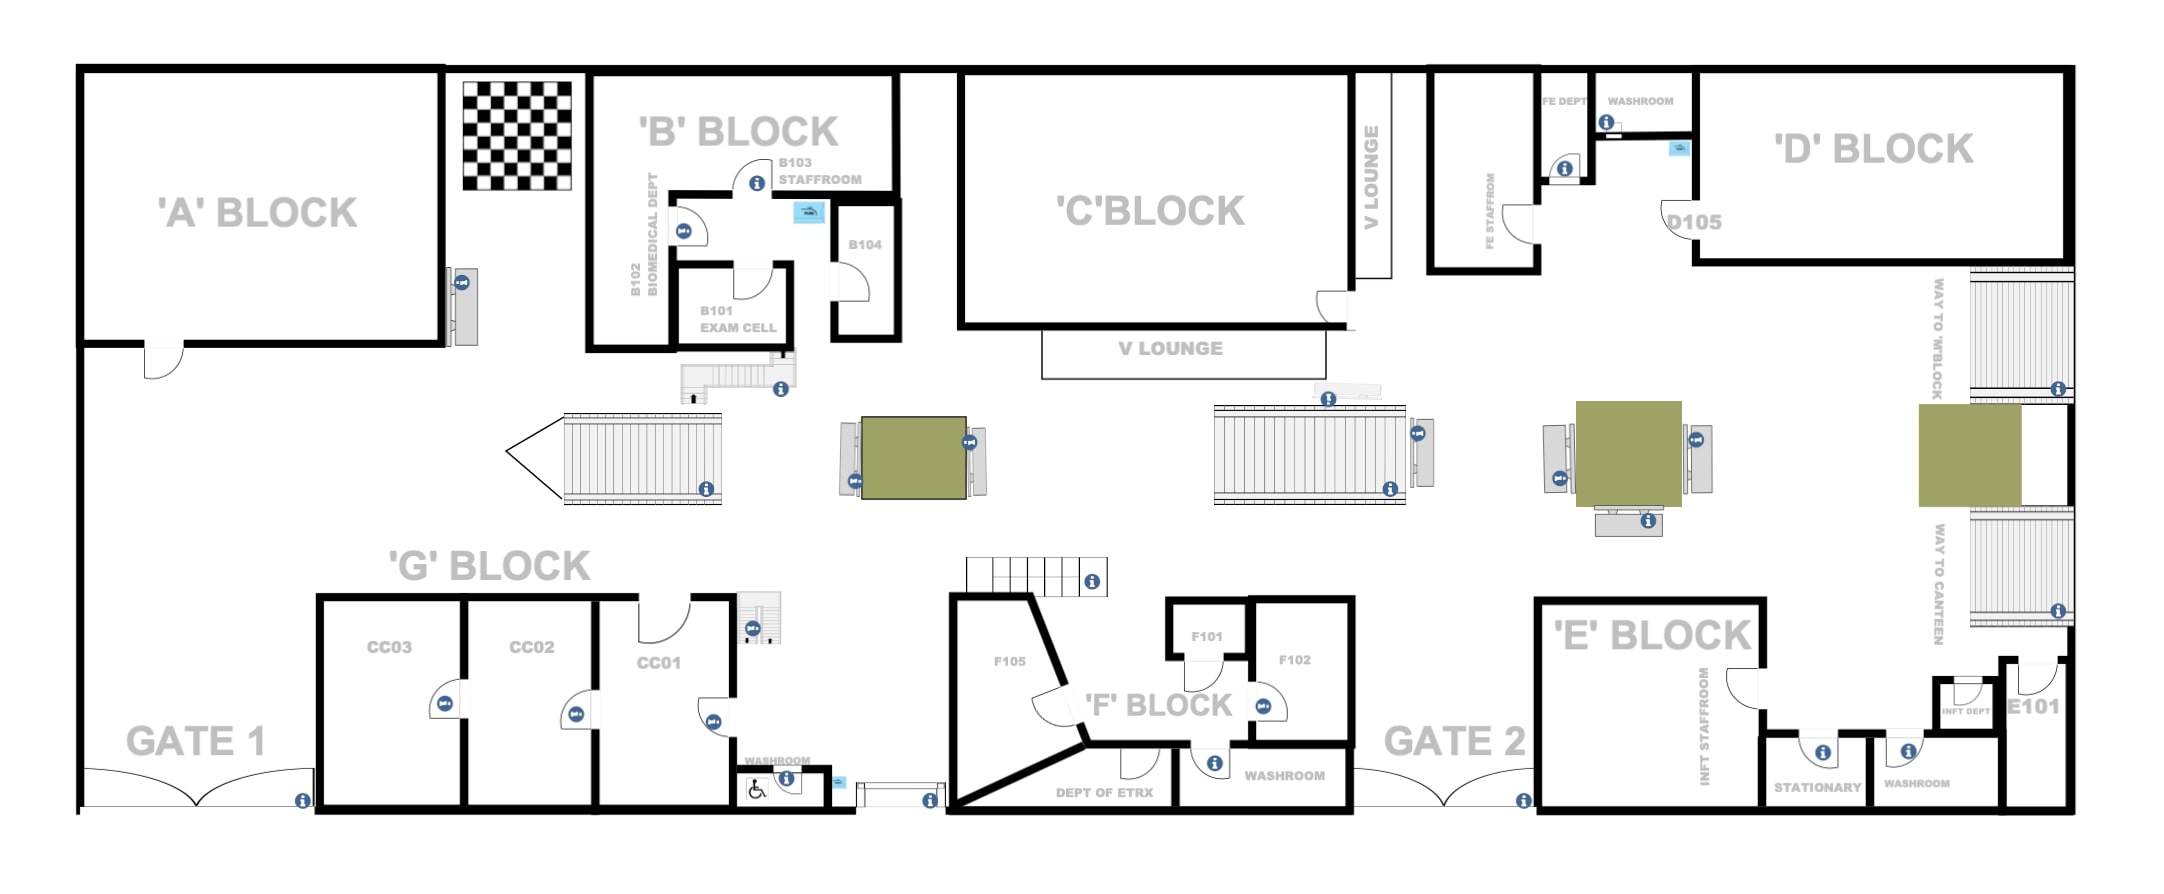 'A' BLOCK
'B' BLOCK
B103
STAFFROOM
B102
BIOMEDICAL DEPT
B104
B101
EXAM CELL
'C'BLOCK
V LOUNGE
V LOUNGE
FE STAFFROM
FE DEPT
WASHROOM
'D' BLOCK
D105
WAY TO 'M'BLOCK
WAY TO CANTEEN
'G' BLOCK
CC03
CC02
CC01
GATE 1
WASHROOM
F105
F101
F102
'F' BLOCK
DEPT OF ETRX
WASHROOM
GATE 2
'E' BLOCK
INFT STAFFROOM
STATIONARY
WASHROOM
INFT DEPT
E101